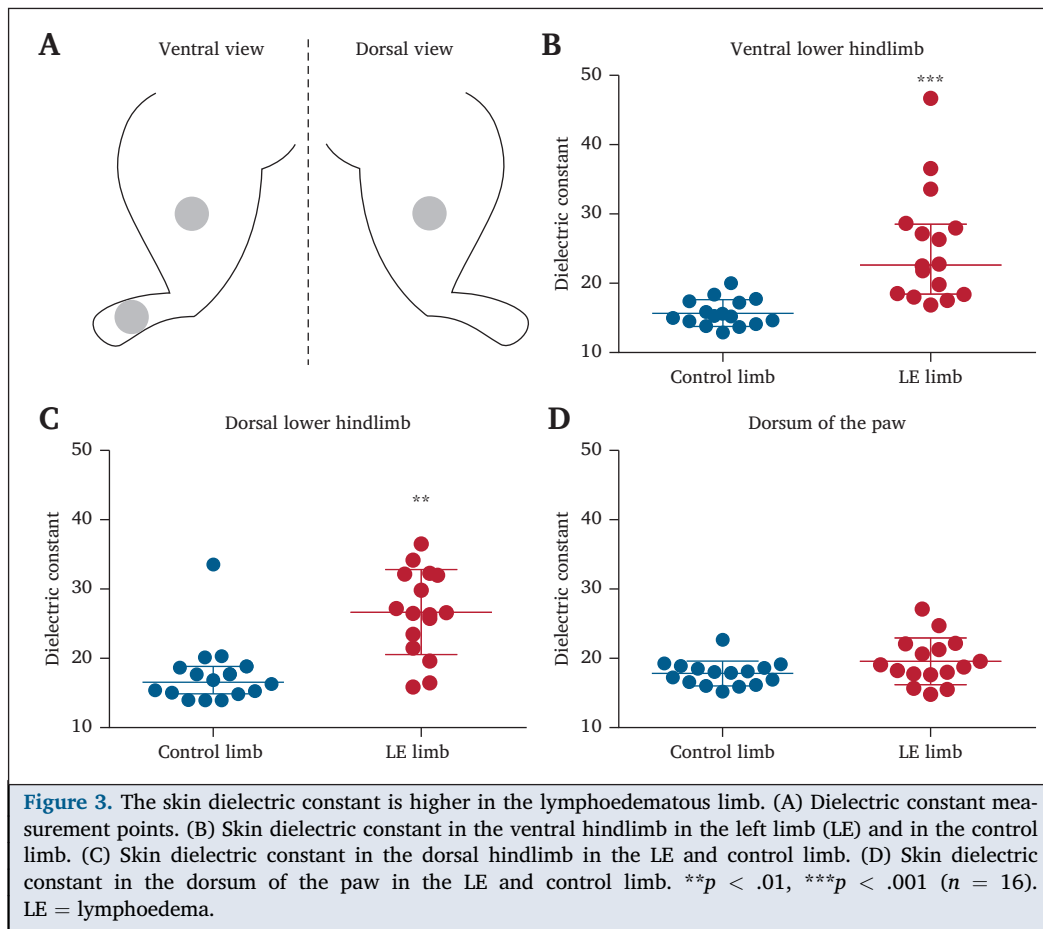 A
Ventral view
Dorsal view
B
Ventral lower hindlimb
***
50
40
30
20
10
Dielectric constant
Control limb
LE limb
C
Dorsal lower hindlimb
**
50
40
30
20
10
Dielectric constant
Control limb
LE limb
D
Dorsum of the paw
50
40
30
20
10
Dielectric constant
Control limb
LE limb
Figure 3. The skin dielectric constant is higher in the lymphoedematous limb. (A) Dielectric constant mea-
surement points. (B) Skin dielectric constant in the ventral hindlimb in the left limb (LE) and in the control
limb. (C) Skin dielectric constant in the dorsal hindlimb in the LE and control limb. (D) Skin dielectric
constant in the dorsum of the paw in the LE and control limb. **p < .01, ***p < .001 (n = 16).
LE = lymphoedema.